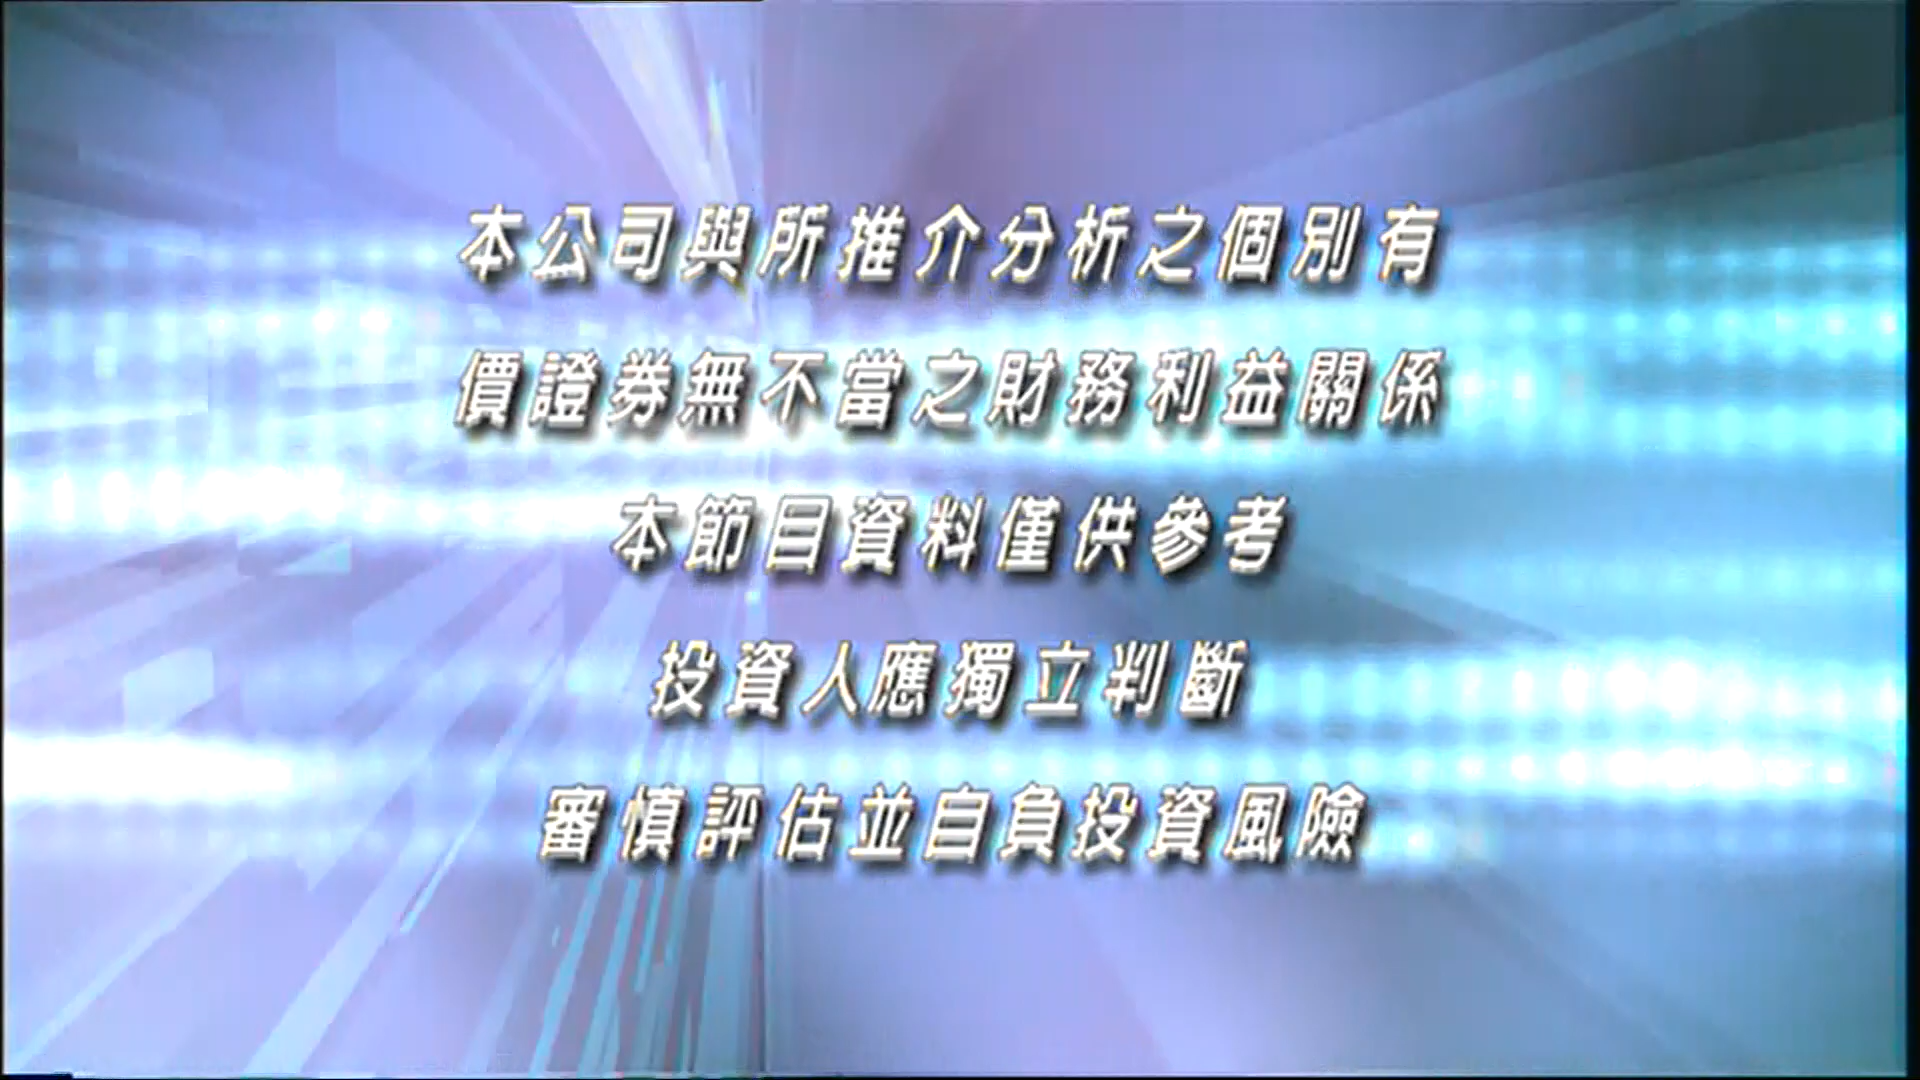 本公司與所推介分析之個別有
價證券無不當之財務利益關係
本節目資料僅供參考
投資人應獨立判斷
審慎評估並自負投資風險